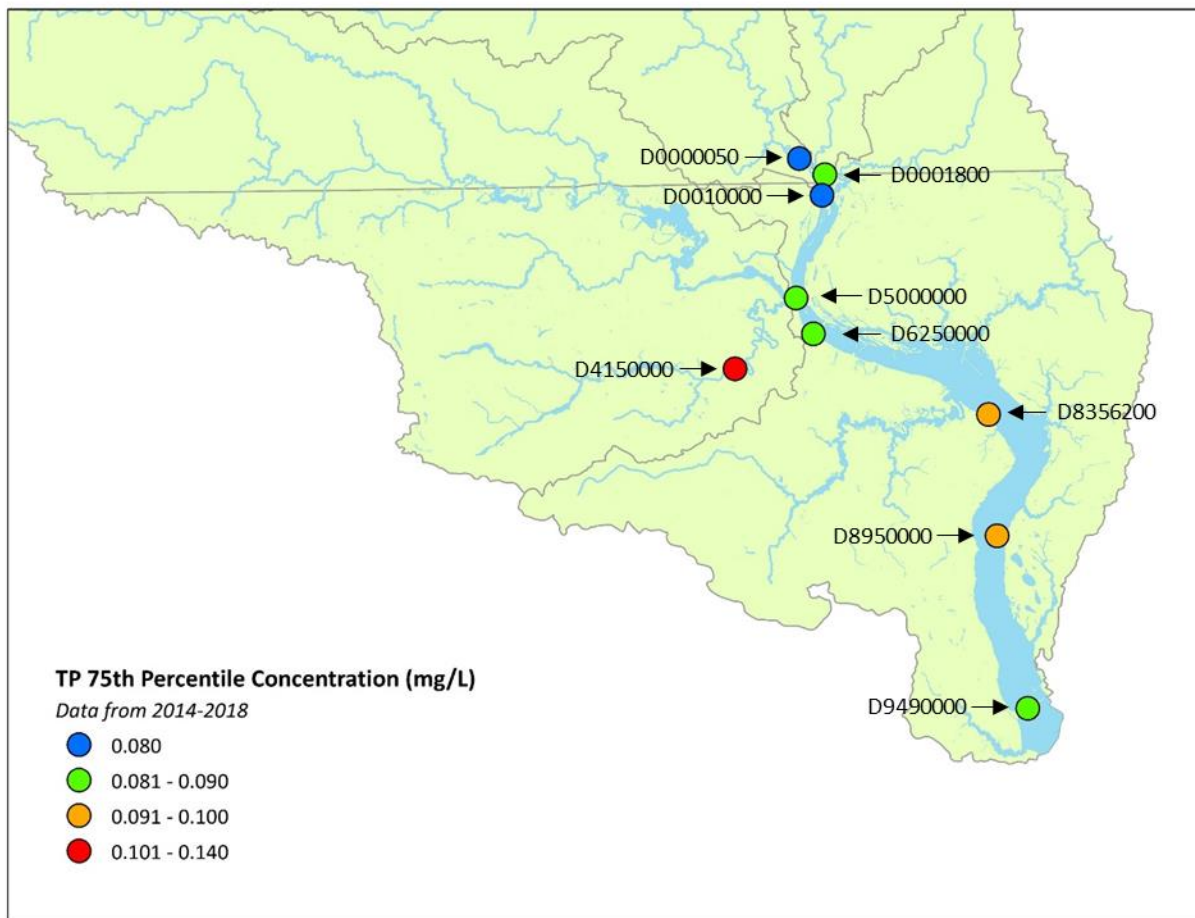 D0000050
D0001800
D0010000
D5000000
D6250000
D4150000
D8356200
D8950000
D9490000
TP 75th Percentile Concentration (mg/L)
Data from 2014-2018
0.080
0.081 - 0.090
0.091 - 0.100
0.101 - 0.140